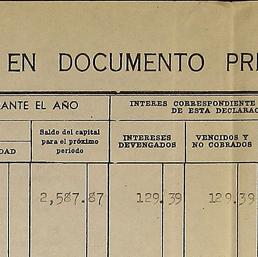 EN DOCUMENTO PRI
ANTE EL AÑO
INTERES CORRESPONDIENTE
DE ESTA DECLARAC
Saldo del capital
para el próximo
período
INTERESES
DEVENGADOS
VENCIDOS Y
NO COBRADOS
DAD
2,587.87 129.39 129.39